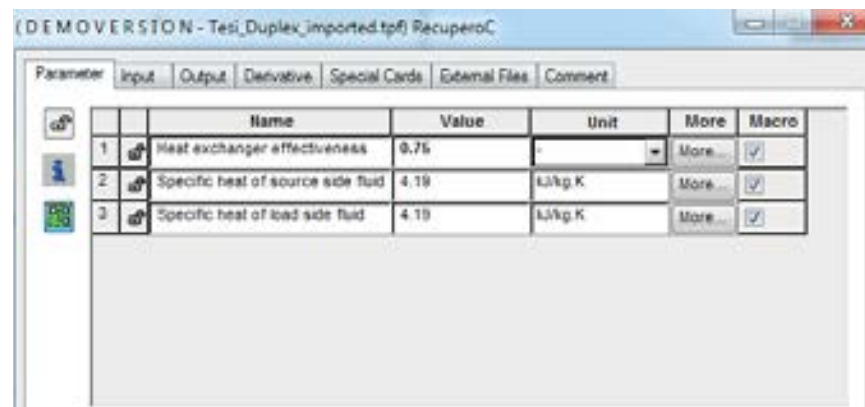 (D E M O V E R S I O N - Tesi_Duplex_imported.tpf) RecuperoC
Parameter Input Output Derivative Special Cards External Files Comment
Name Value Unit More Macro
1 Heat exchanger effectiveness 0.75 - More...
2 Specific heat of source side fluid 4.19 kJ/kg.K More...
3 Specific heat of load side fluid 4.19 kJ/kg.K More...